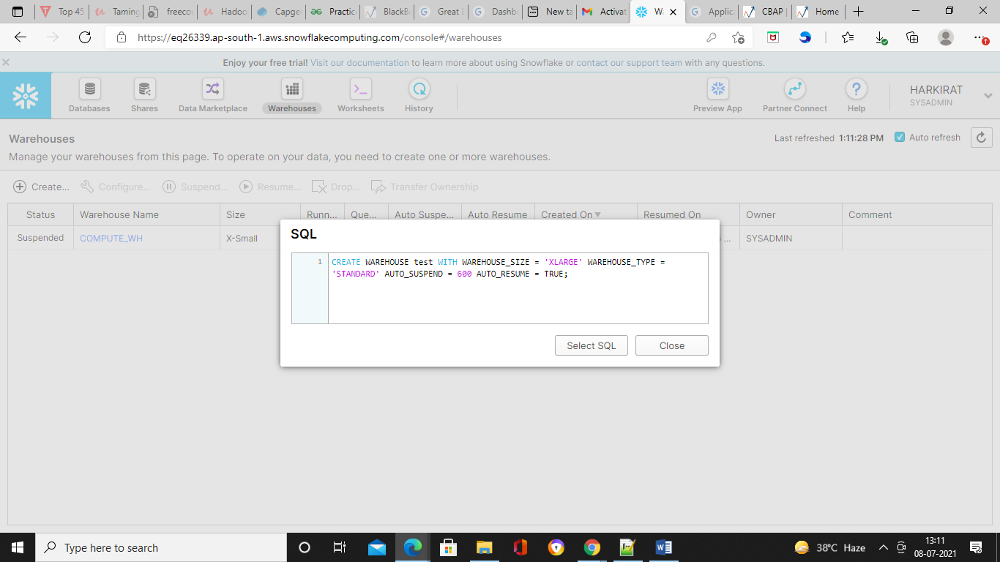 Top 45
Taming
freecou
Hadoo
Capge
Practic
BlackB
Great L
Dashb
New ta
Activat
Wa
Applic
CBAP
Home
https://eq26339.ap-south-1.aws.snowflakecomputing.com/console#/warehouses
Enjoy your free trial! Visit our documentation to learn more about using Snowflake or contact our support team with any questions.
Databases
Shares
Data Marketplace
Warehouses
Worksheets
History
Preview App
Partner Connect
Help
HARKIRAT
SYSADMIN
Warehouses
Last refreshed 1:11:28 PM Auto refresh
Manage your warehouses from this page. To operate on your data, you need to create one or more warehouses.
Create... Configure... Suspend... Resume... Drop... Transfer Ownership
Status Warehouse Name Size Runn... Que... Auto Suspe... Auto Resume Created On Resumed On Owner Comment
Suspended COMPUTE_WH X-Small ... SYSADMIN
SQL
1 CREATE WAREHOUSE test WITH WAREHOUSE_SIZE = 'XLARGE' WAREHOUSE_TYPE =
'STANDARD' AUTO_SUSPEND = 600 AUTO_RESUME = TRUE;
Select SQL Close
Type here to search
38°C Haze
13:11
08-07-2021